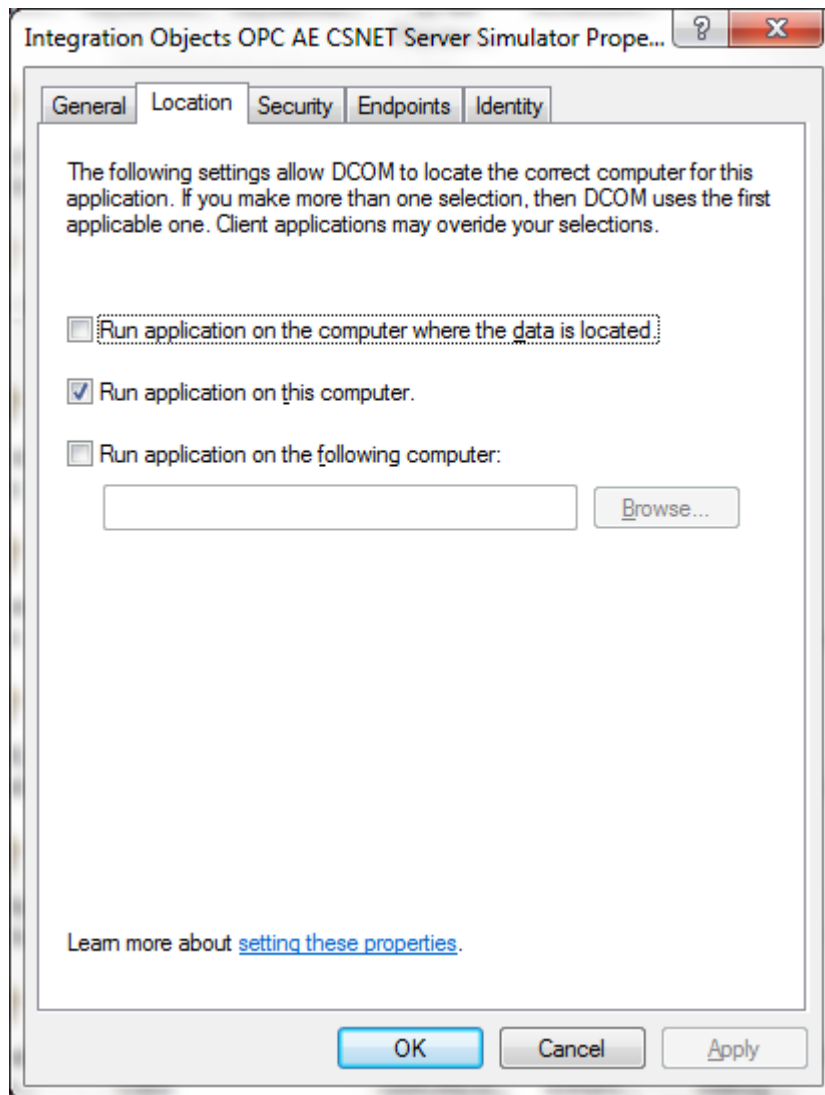 Integration Objects OPC AE CSNET Server Simulator Prope...
General Location Security Endpoints Identity
The following settings allow DCOM to locate the correct computer for this
application. If you make more than one selection, then DCOM uses the first
applicable one. Client applications may overide your selections.
Run application on the computer where the data is located.
Run application on this computer.
Run application on the following computer:
Browse...
Learn more about setting these properties.
OK Cancel Apply